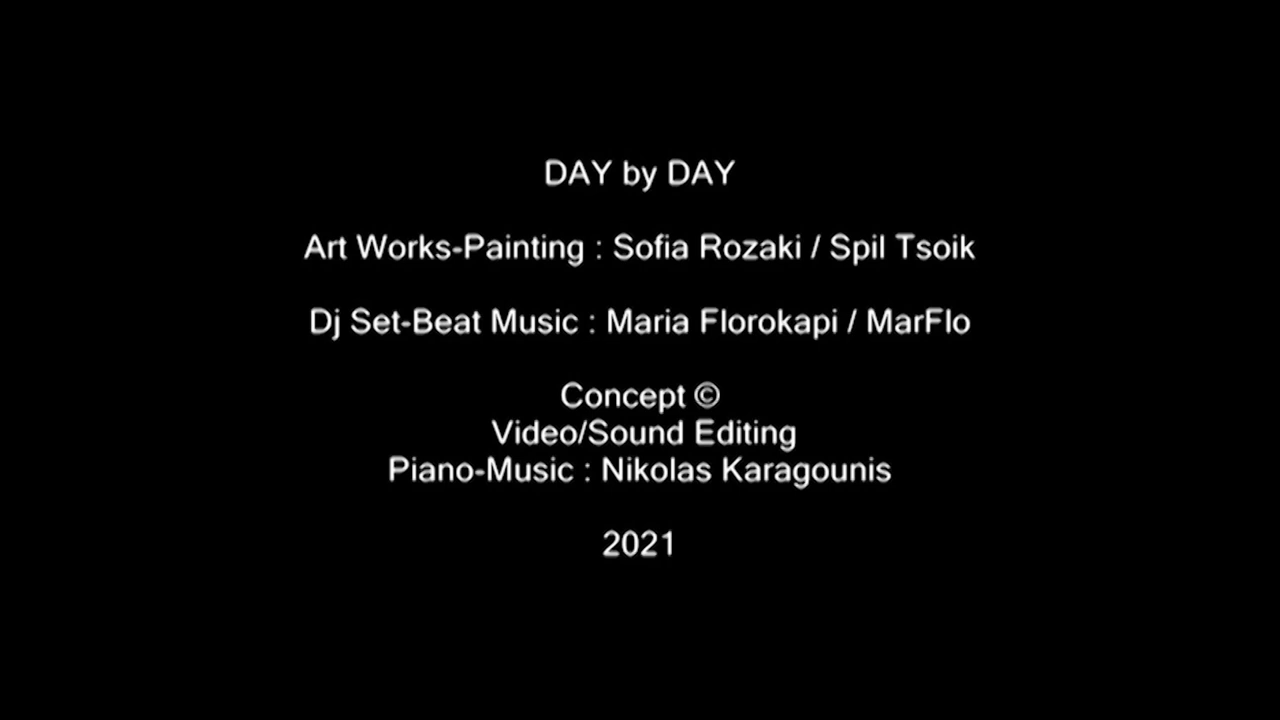 DAY by DAY
Art Works-Painting : Sofia Rozaki / Spil Tsoik
Dj Set-Beat Music : Maria Florokapi / MarFlo
Concept ©
Video/Sound Editing
Piano-Music : Nikolas Karagounis
2021